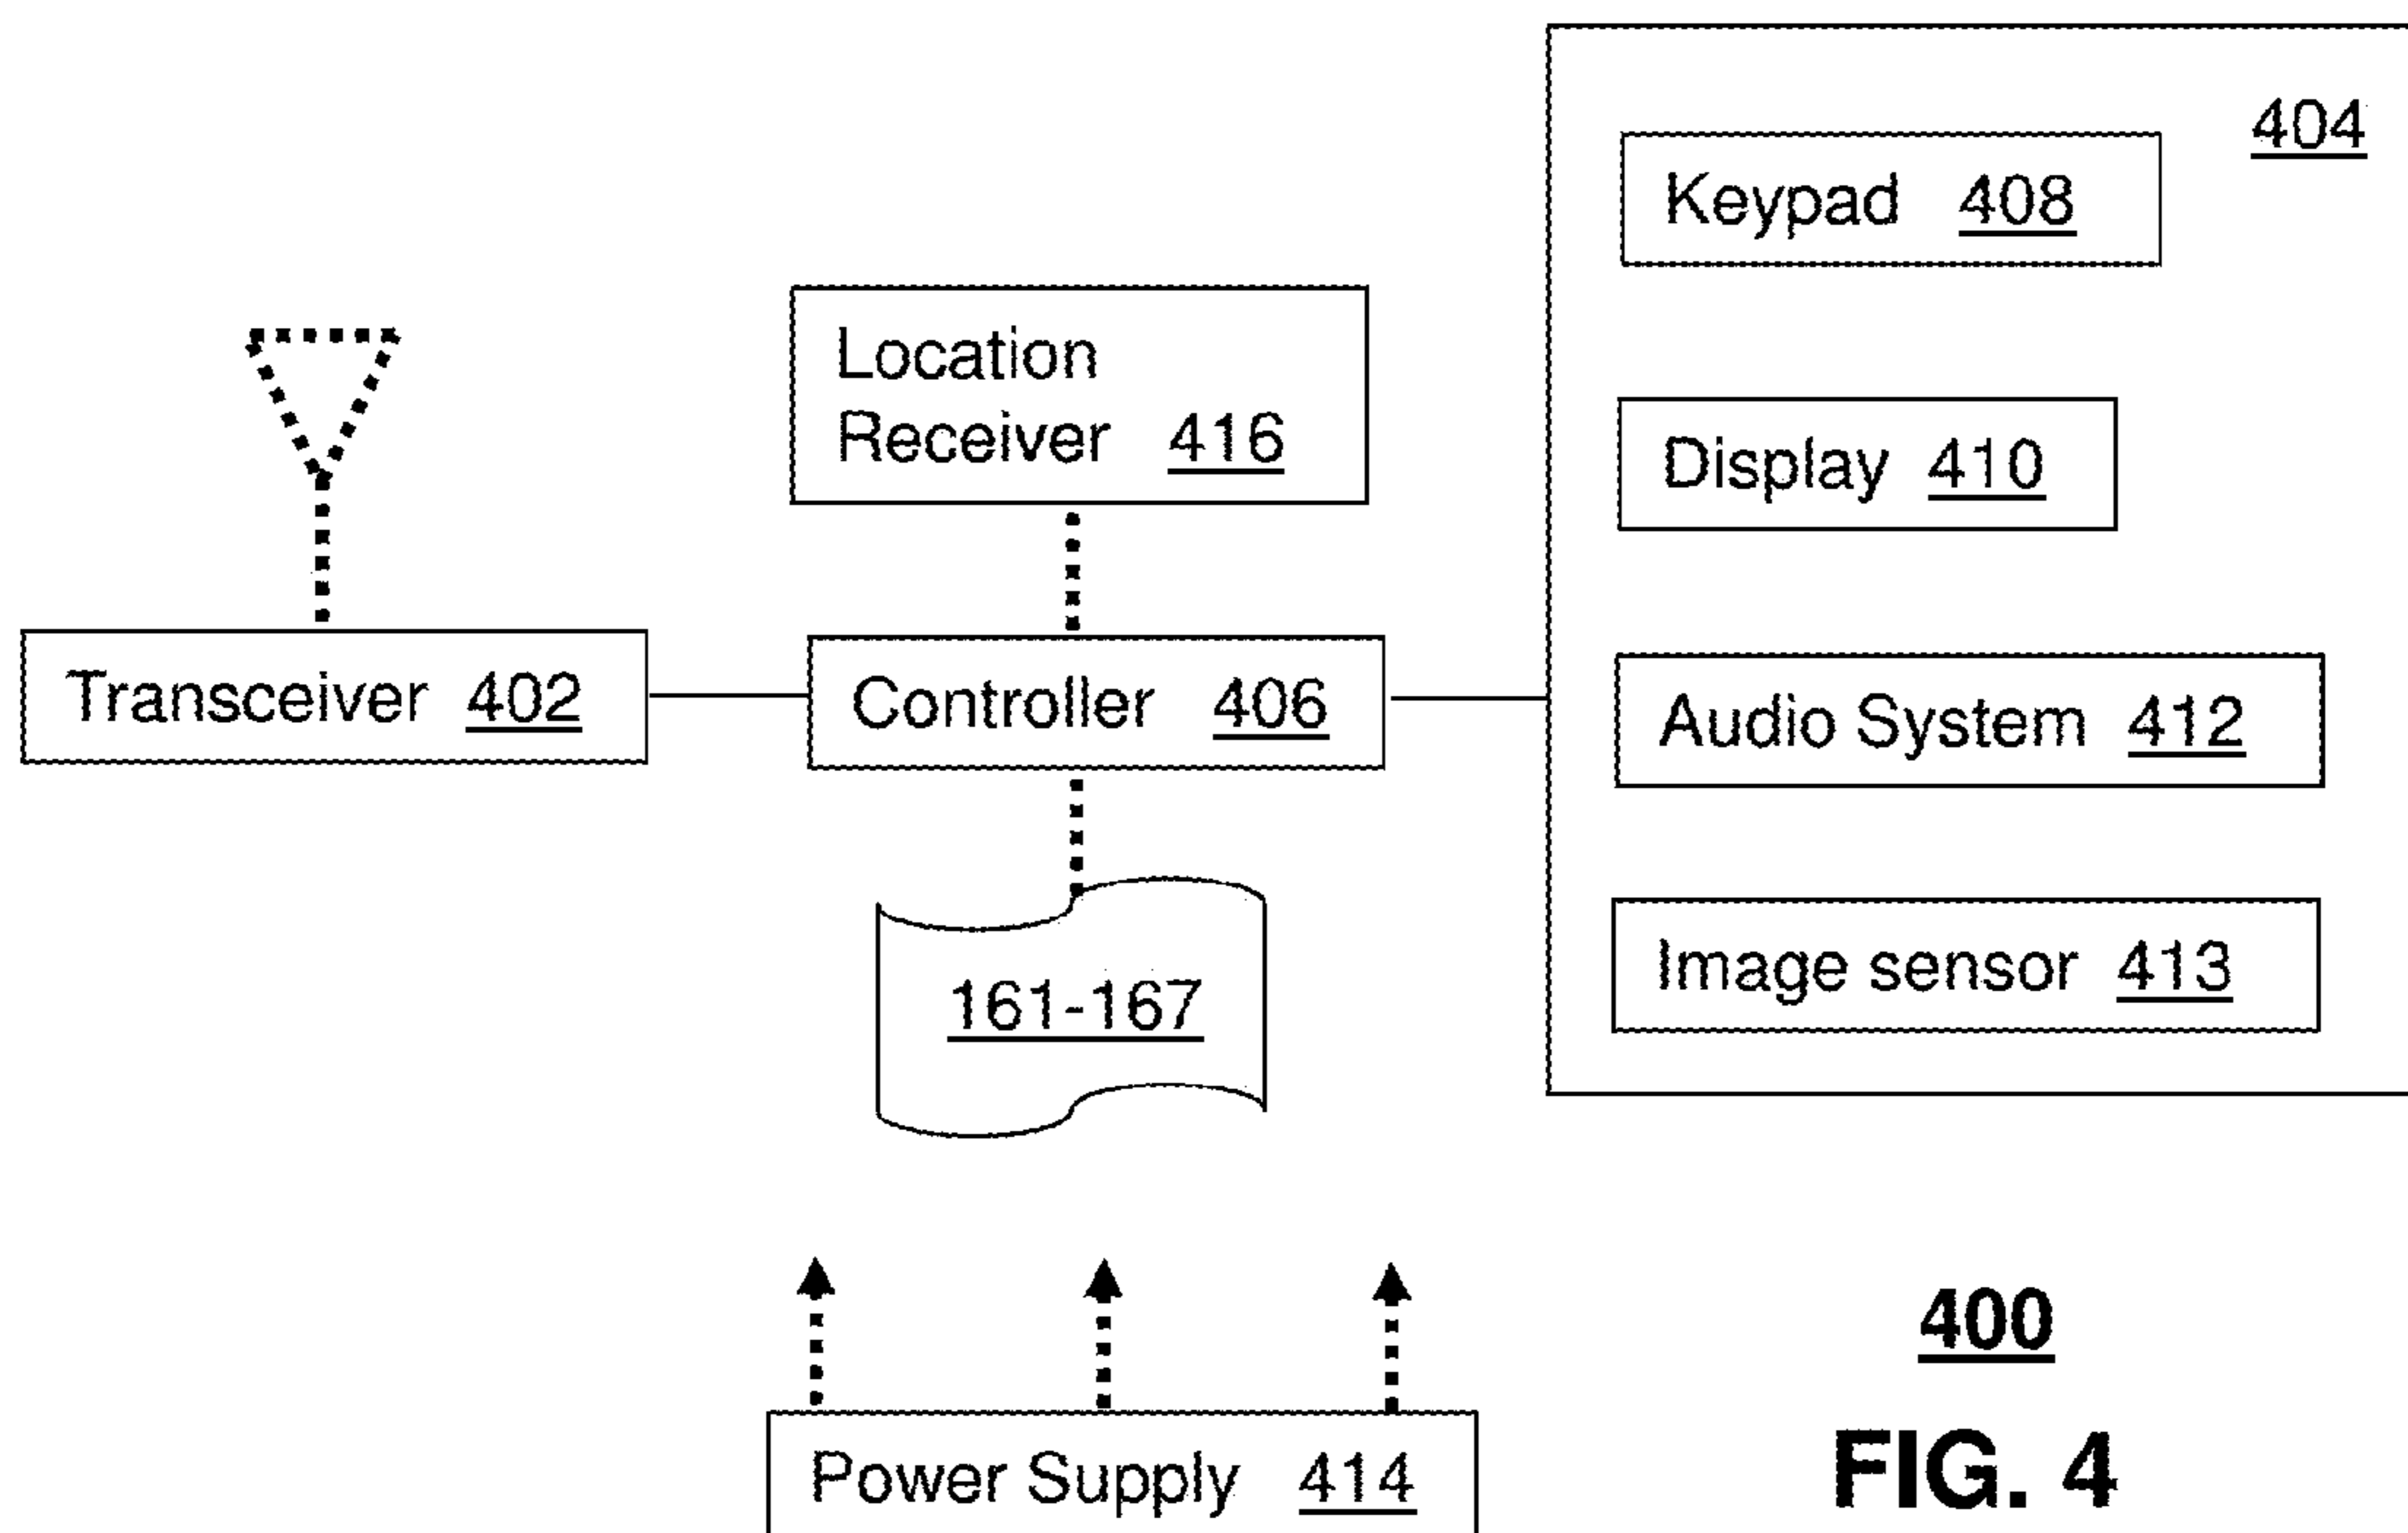 404
Keypad 408
Location
Receiver 416
Display 410
Transceiver 402
Controller 406
Audio System 412
Image sensor 413
161-167
400
Power Supply 414
FIG. 4